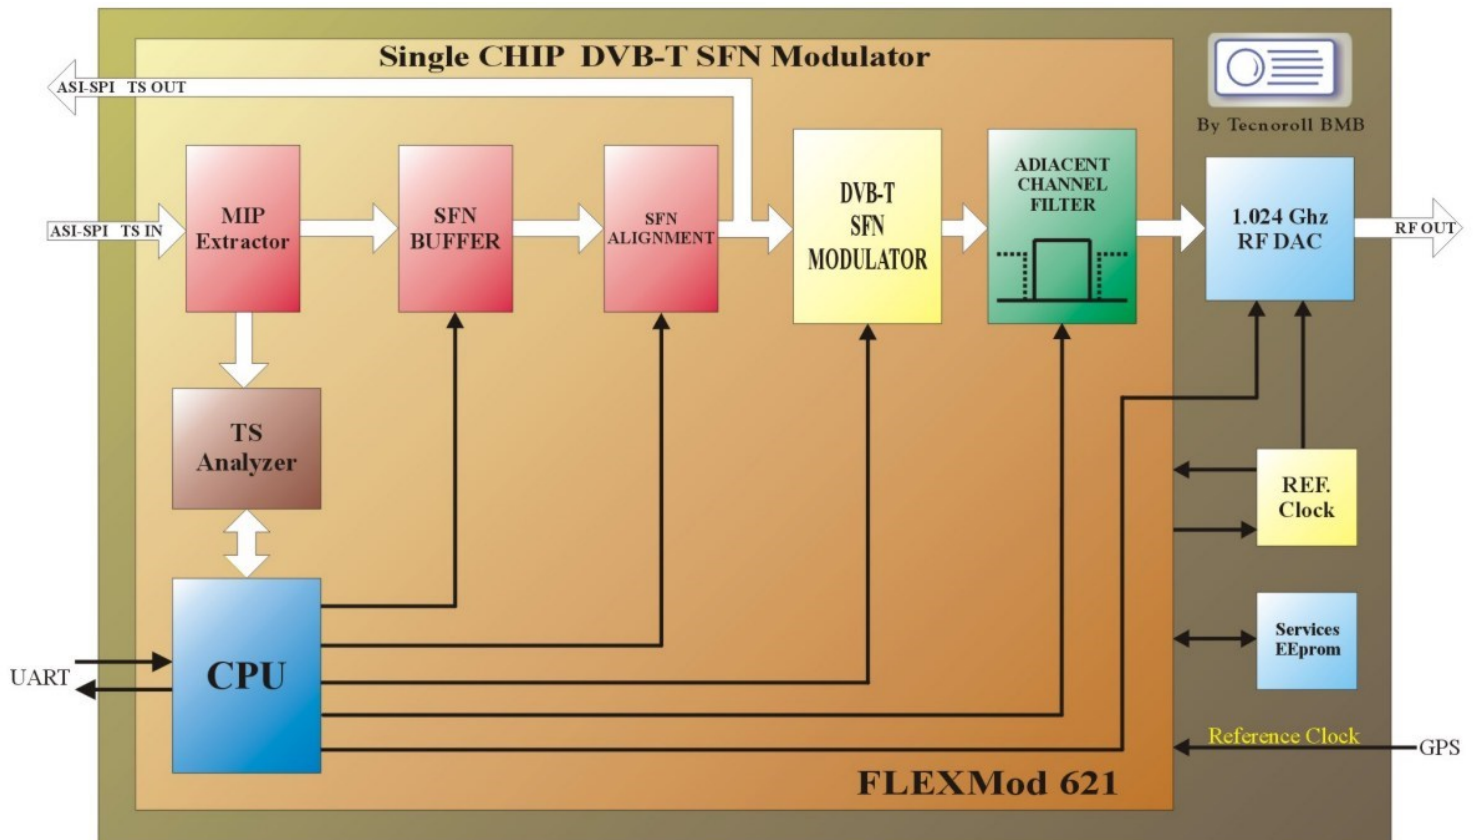 Single CHIP DVB-T SFN Modulator
ASI-SPI TS OUT
By Tecnoroll BMB
ASI-SPI TS IN
MIP
Extractor
SFN
BUFFER
SFN
ALIGNMENT
DVB-T
SFN
MODULATOR
ADIACENT
CHANNEL
FILTER
1.024 Ghz
RF DAC
RF OUT
TS
Analyzer
REF.
Clock
CPU
UART
Services
EEprom
Reference Clock
GPS
FLEXMod 621